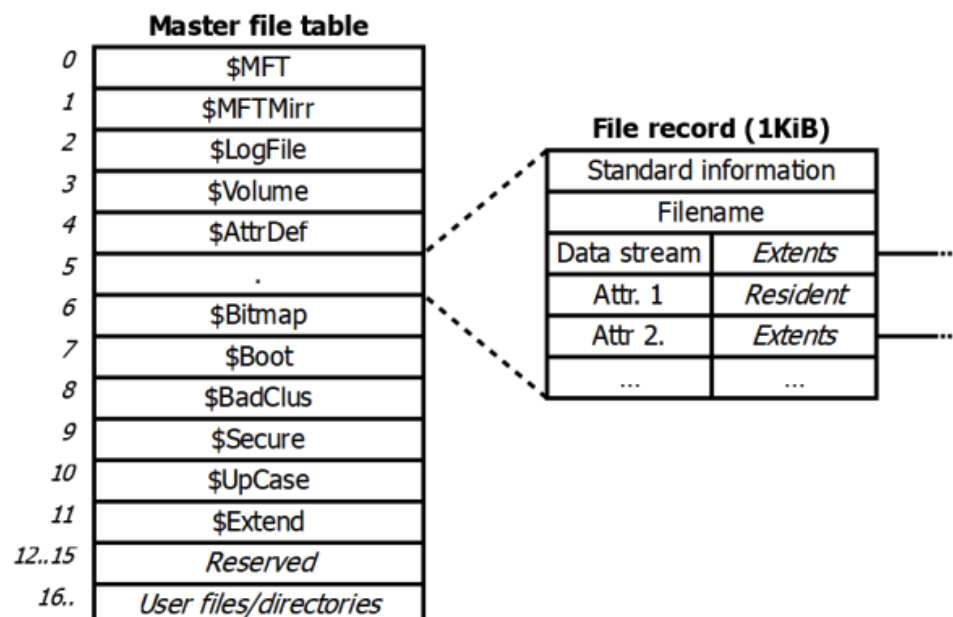 Master file table
0 $MFT
1 $MFTMirr
2 $LogFile
3 $Volume
4 $AttrDef
5 .
6 $Bitmap
7 $Boot
8 $BadClus
9 $Secure
10 $UpCase
11 $Extend
12..15 Reserved
16.. User files/directories
File record (1KiB)
Standard information
Filename
Data stream Extents
Attr. 1 Resident
Attr 2. Extents
... ...